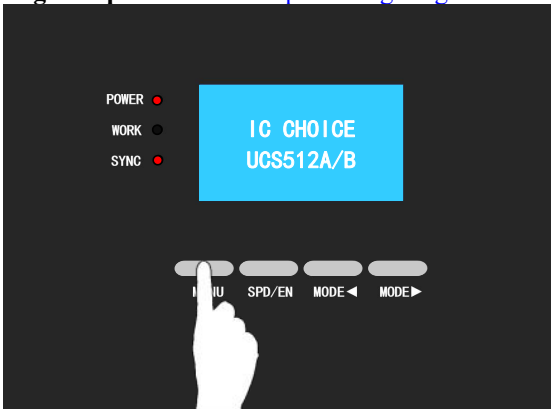 POWER
WORK
SYNC
IC CHOICE
UCS512A/B
SPD/EN
MODE◀
MODE▶